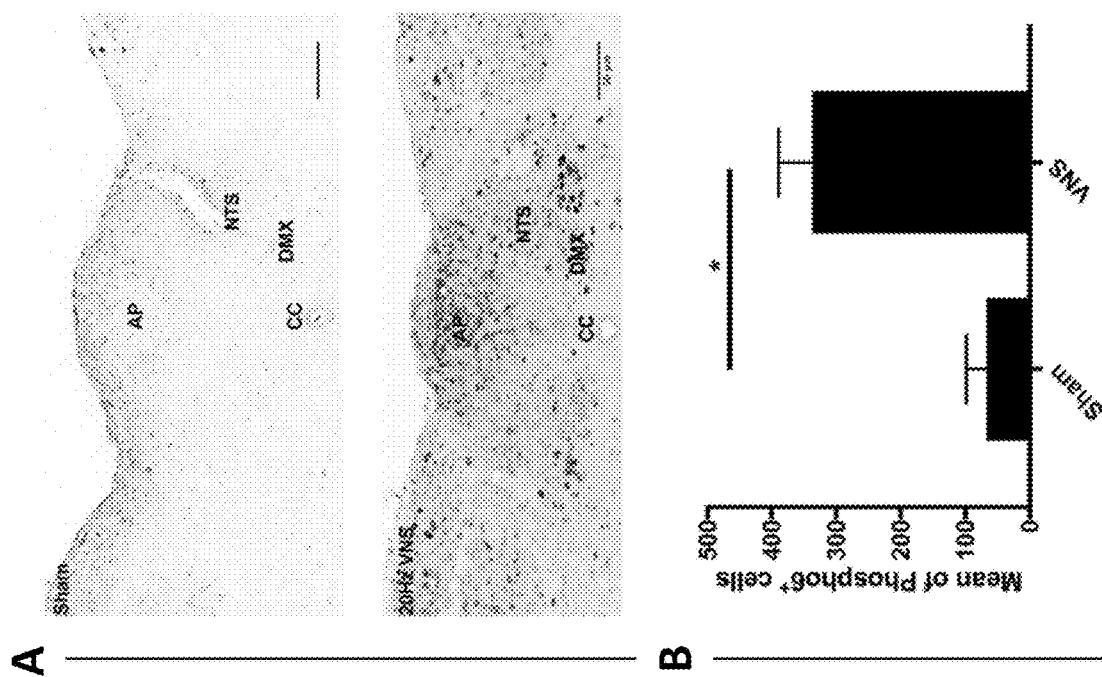 A
Sham
AP
NTS
DMX
CC
20Hz VNS
AP
NTS
DMX
CC
B
Mean of Phospho6⁺ cells
500
400
300
200
100
0
*
Sham
VNS